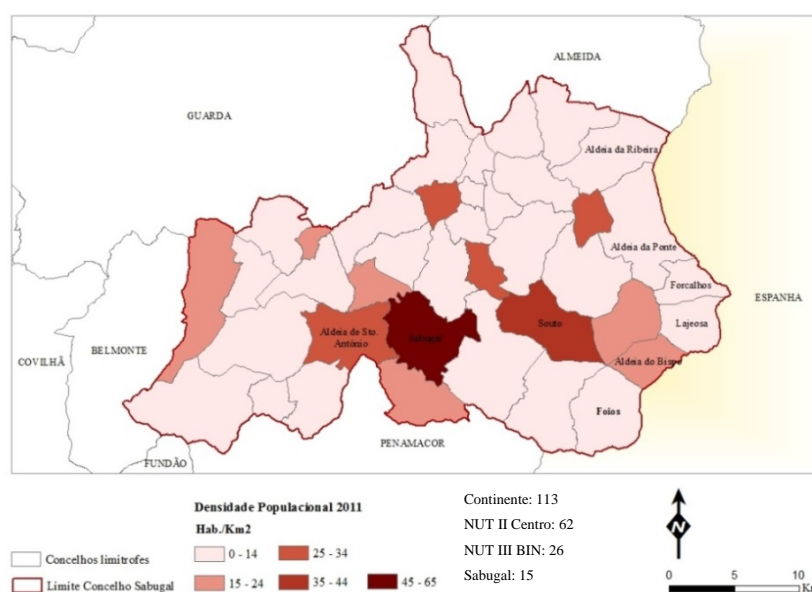 ALMEIDA
GUARDA
Aldeia da Ribeira
Aldeia da Ponte
Forcalhos
ESPANHA
Lajeosa
Souto
Aldeia de Sto.
António
Sabugal
BELMONTE
COVILHÃ
Aldeia do Bispo
Foios
PENAMACOR
FUNDÃO
Densidade Populacional 2011
Hab./Km2
Concelhos limitrofes
Limite Concelho Sabugal
0 - 14
15 - 24
25 - 34
35 - 44
45 - 65
Continente: 113
NUT II Centro: 62
NUT III BIN: 26
Sabugal: 15
N
0 5 10